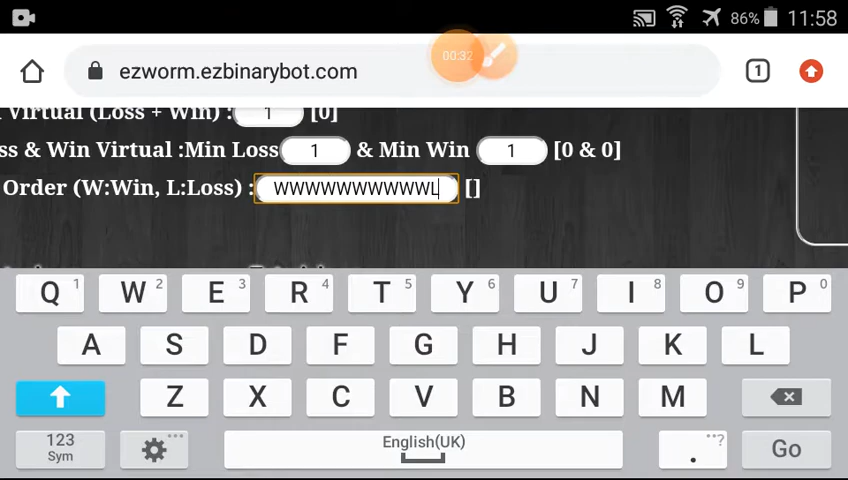 86% 11:58
00:32
ezworm.ezbinarybot.com 1
Virtual (Loss + Win) : 1 [0]
ss & Win Virtual :Min Loss 1 & Min Win 1 [0 & 0]
Order (W:Win, L:Loss) : WWWWWWWWWWL []
Q 1 W 2 E 3 R 4 T 5 Y 6 U 7 I 8 O 9 P 0
A S D F G H J K L
Z X C V B N M
123 Sym English(UK) . ..? Go